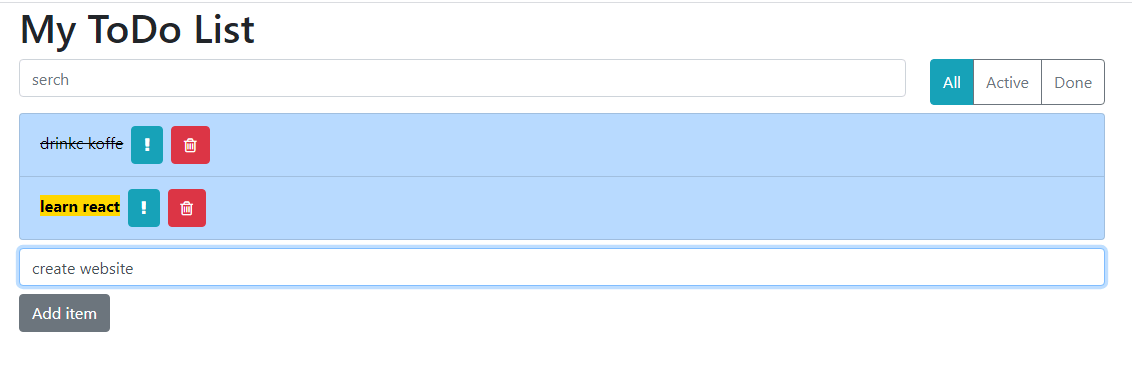 My ToDo List
serch
All Active Done
drinkc koffe !
learn react !
create website
Add item